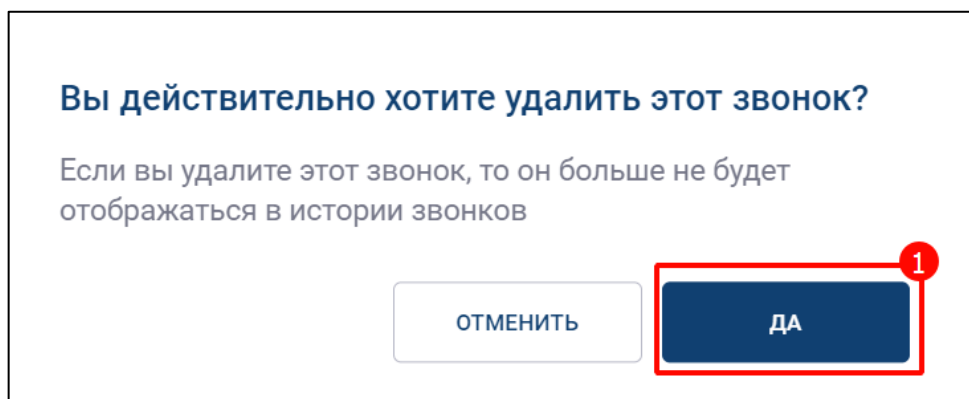 Вы действительно хотите удалить этот звонок?
Если вы удалите этот звонок, то он больше не будет
отображаться в истории звонков
1
ОТМЕНИТЬ
ДА